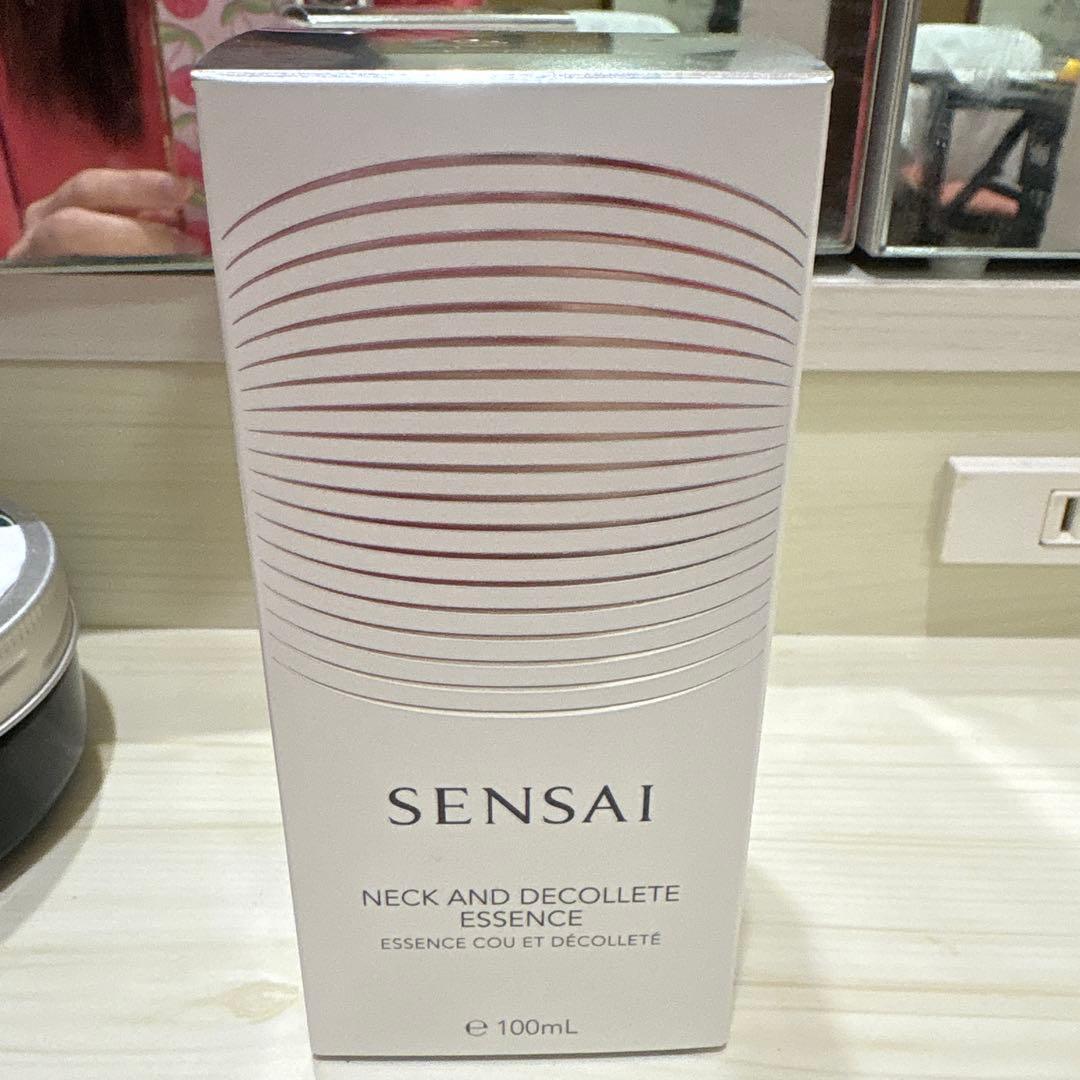 SENSAI
NECK AND DECOLLETE
ESSENCE
ESSENCE COU ET DÉCOLLETÉ
℮ 100mL